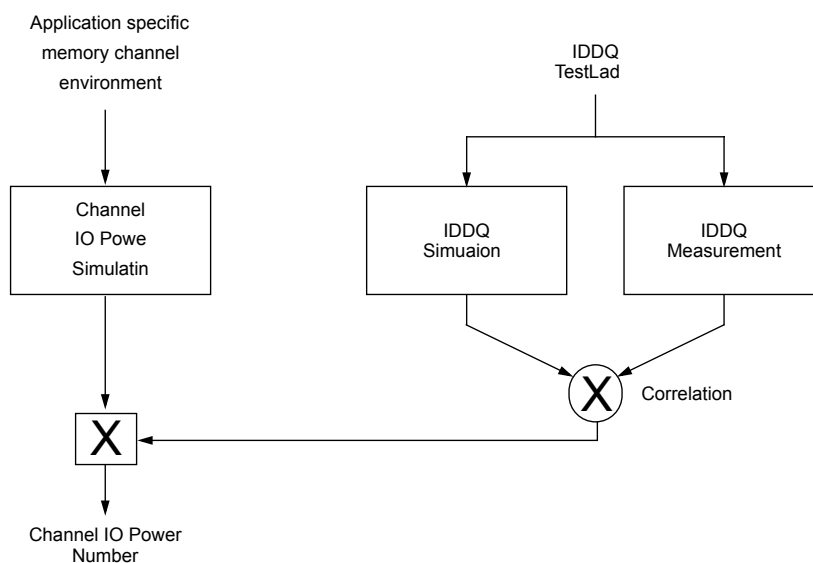 Application specific
memory channel
environment
IDDQ
TestLad
Channel
IO Powe
Simulatin
IDDQ
Simuaion
IDDQ
Measurement
X
Correlation
X
Channel IO Power
Number